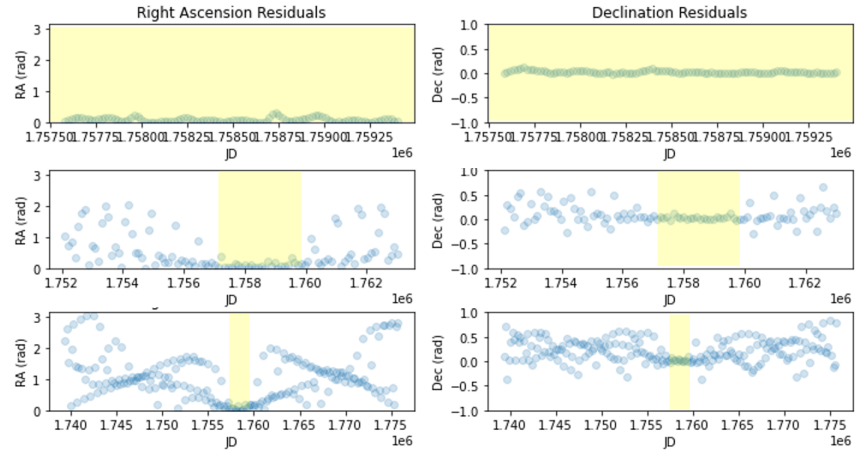 Right Ascension Residuals
Declination Residuals
3
2
1
0
RA (rad)
1.75750 1.75775 1.75800 1.75825 1.75850 1.75875 1.75900 1.75925
1e6
JD
1.0
0.5
0.0
−0.5
−1.0
Dec (rad)
1.75750 1.75775 1.75800 1.75825 1.75850 1.75875 1.75900 1.75925
1e6
JD
3
2
1
0
RA (rad)
1.752 1.754 1.756 1.758 1.760 1.762
1e6
JD
1.0
0.5
0.0
−0.5
−1.0
Dec (rad)
1.752 1.754 1.756 1.758 1.760 1.762
1e6
JD
3
2
1
0
RA (rad)
1.740 1.745 1.750 1.755 1.760 1.765 1.770 1.775
1e6
JD
1.0
0.5
0.0
−0.5
−1.0
Dec (rad)
1.740 1.745 1.750 1.755 1.760 1.765 1.770 1.775
1e6
JD